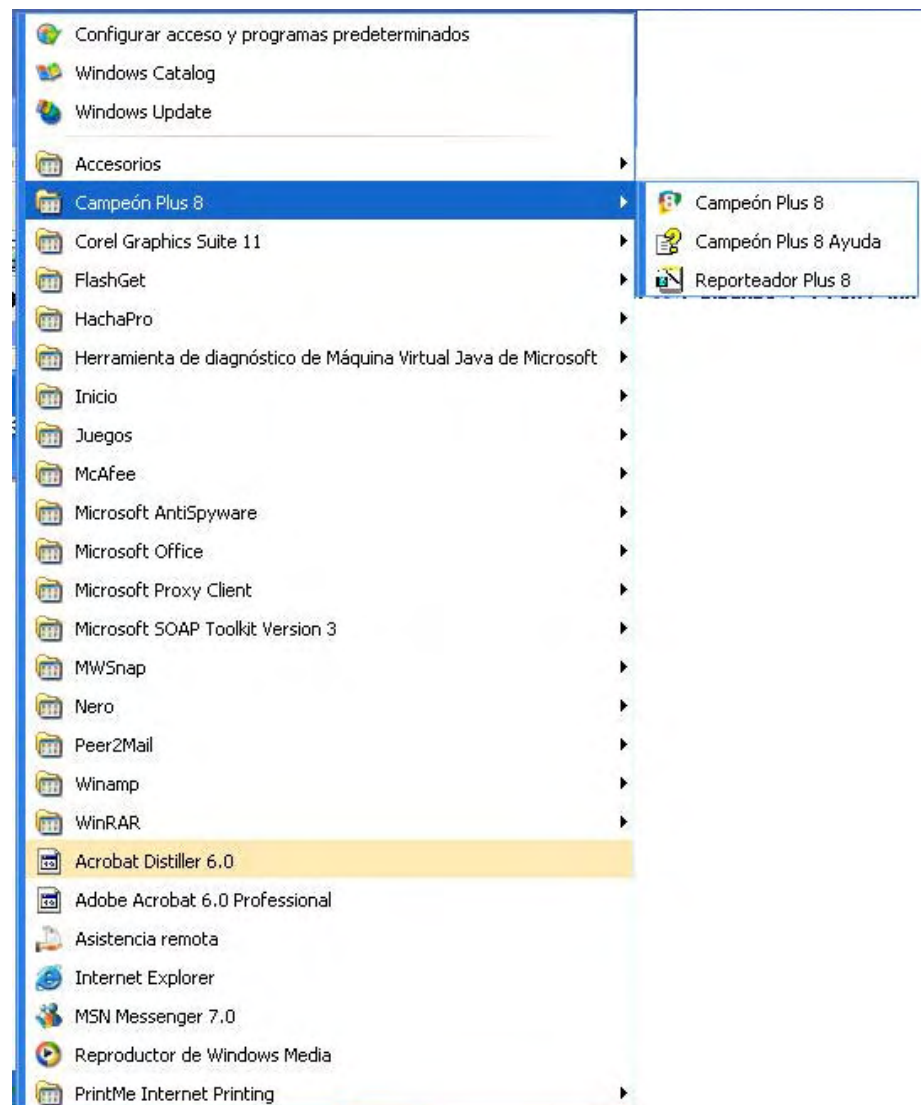 Configurar acceso y programas predeterminados
Windows Catalog
Windows Update
Accesorios
Campeón Plus 8
Campeón Plus 8
Corel Graphics Suite 11
Campeón Plus 8 Ayuda
FlashGet
Reporteador Plus 8
HachaPro
Herramienta de diagnóstico de Máquina Virtual Java de Microsoft
Inicio
Juegos
McAfee
Microsoft AntiSpyware
Microsoft Office
Microsoft Proxy Client
Microsoft SOAP Toolkit Version 3
MWSnap
Nero
Peer2Mail
Winamp
WinRAR
Acrobat Distiller 6.0
Adobe Acrobat 6.0 Professional
Asistencia remota
Internet Explorer
MSN Messenger 7.0
Reproductor de Windows Media
PrintMe Internet Printing